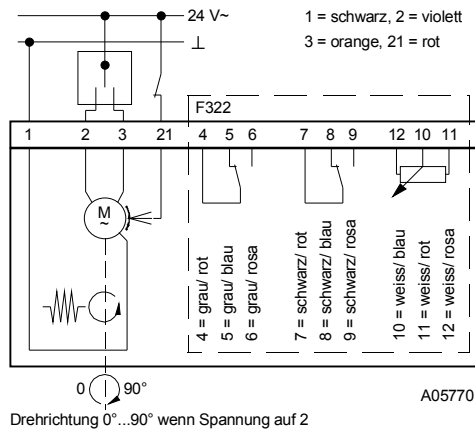 24 V~
⊥
1 = schwarz, 2 = violett
3 = orange, 21 = rot
F322
1 2 3 21 4 5 6 7 8 9 12 10 11
M
~
4 = grau/ rot
5 = grau/ blau
6 = grau/ rosa
7 = schwarz/ rot
8 = schwarz/ blau
9 = schwarz/ rosa
10 = weiss/ blau
11 = weiss/ rot
12 = weiss/ rosa
0 90°
A05770
Drehrichtung 0°...90° wenn Spannung auf 2